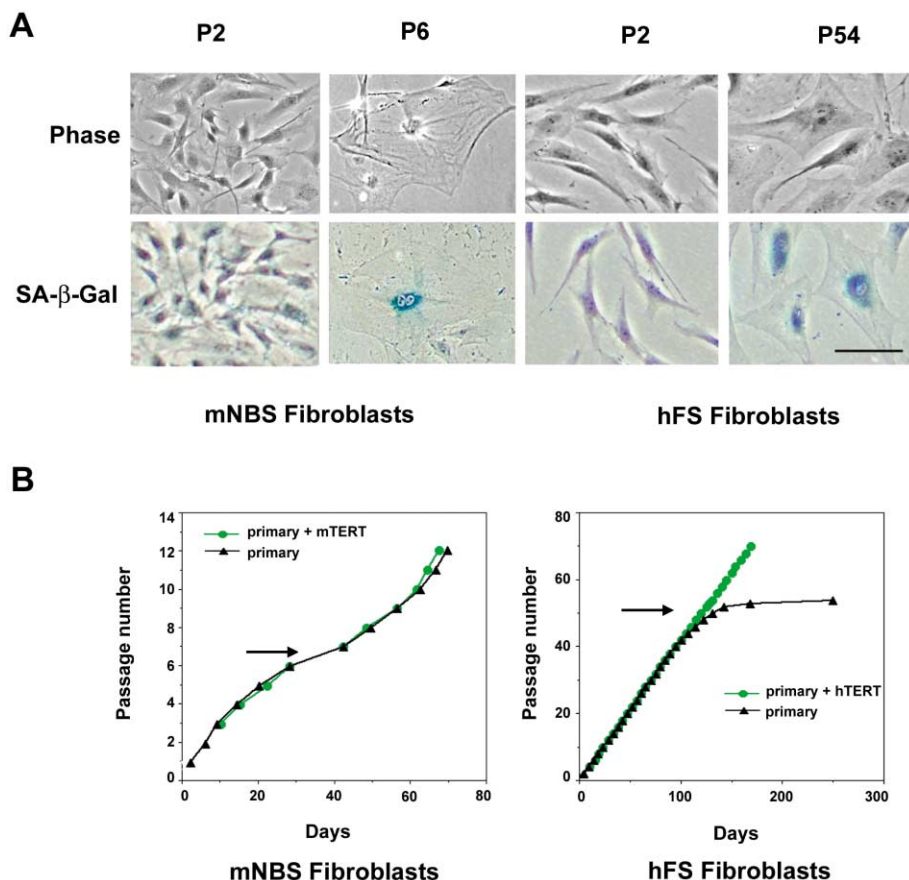 A
P2 P6 P2 P54
Phase
SA-β-Gal
mNBS Fibroblasts hFS Fibroblasts
B
14
12
10
8
6
4
2
0
Passage number
primary + mTERT
primary
0 20 40 60 80
Days
mNBS Fibroblasts
80
60
40
20
0
Passage number
primary + hTERT
primary
0 100 200 300
Days
hFS Fibroblasts